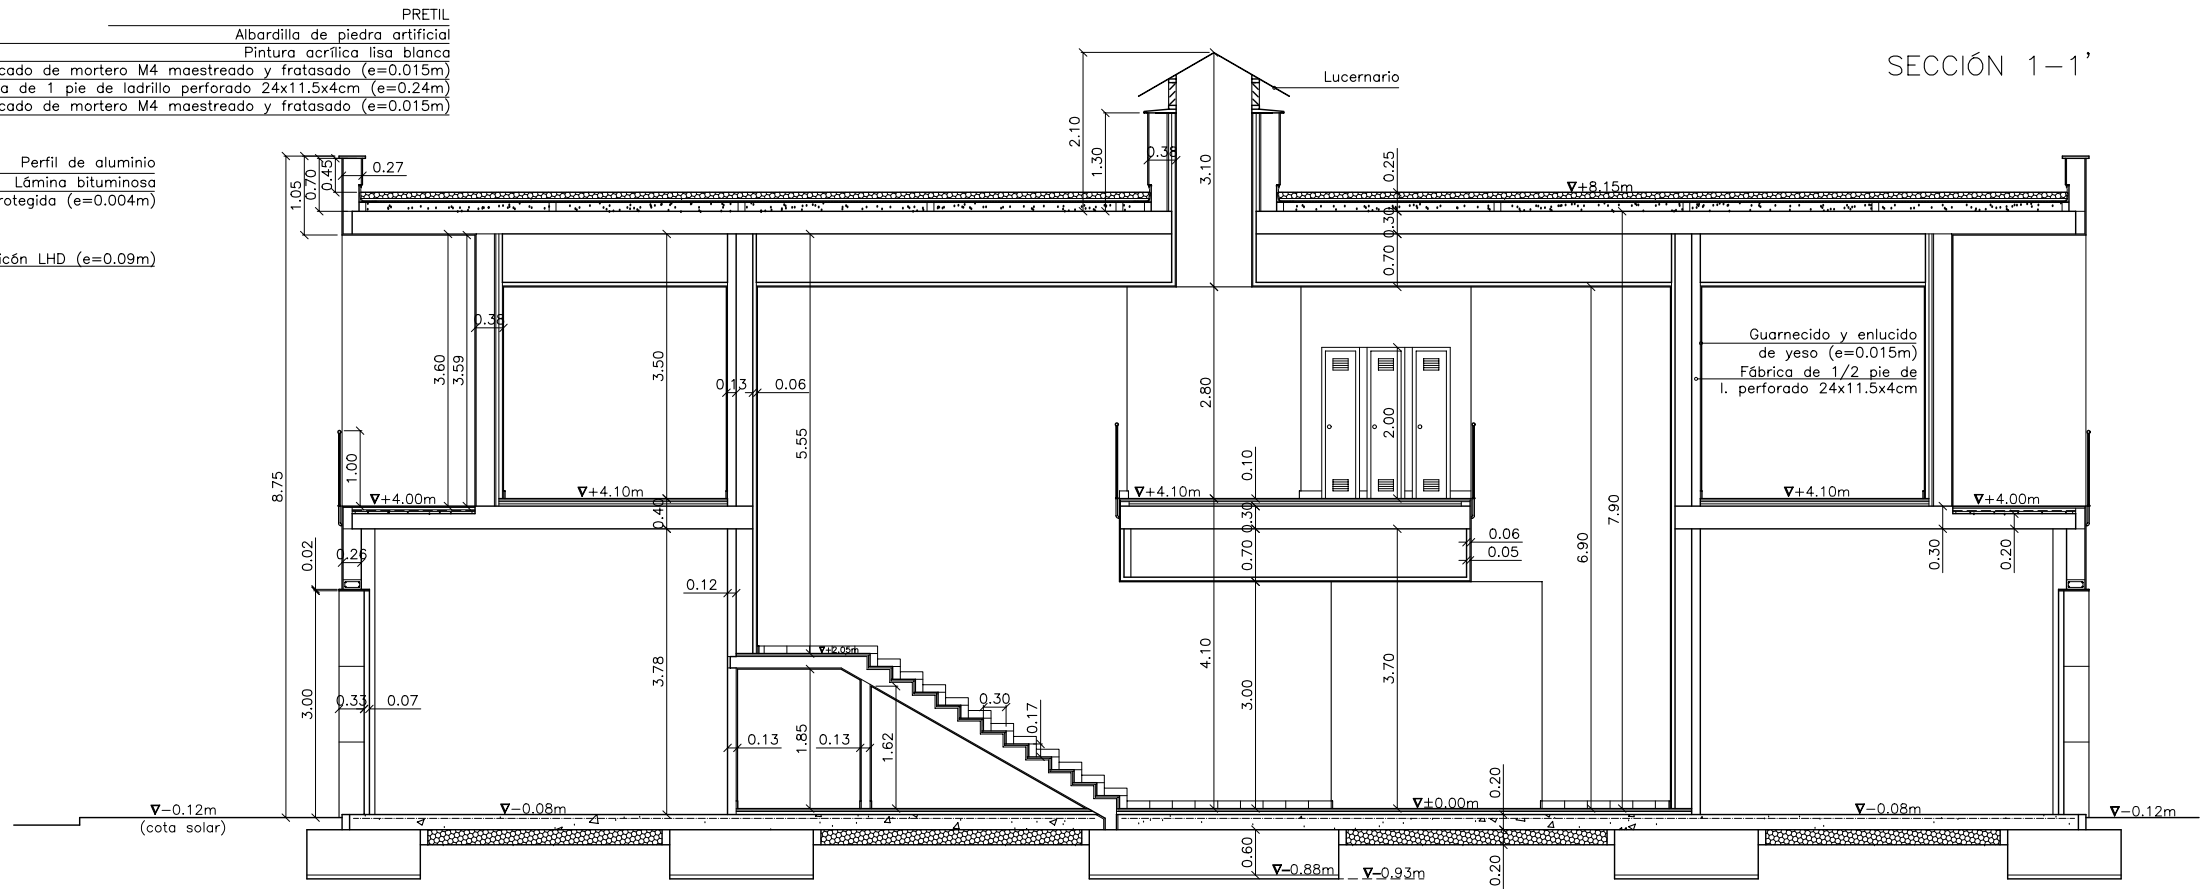 PRETIL
Albardilla de piedra artificial
Pintura acrílica lisa blanca
cado de mortero M4 maestreado y fratasado (e=0.015m)
a de 1 pie de ladrillo perforado 24x11.5x4cm (e=0.24m)
cado de mortero M4 maestreado y fratasado (e=0.015m)
Perfil de aluminio
Lámina bituminosa
rotegida (e=0.004m)
icón LHD (e=0.09m)
SECCIÓN 1-1'
Lucernario
2.10
1.30
0.38
3.10
0.25
∇+8.15m
0.30
0.70
1.05
0.70
0.45
0.27
8.75
3.60
3.59
0.38
3.50
0.13
0.06
5.55
2.80
2.00
Guarnecido y enlucido
de yeso (e=0.015m)
Fábrica de 1/2 pie de
l. perforado 24x11.5x4cm
1.00
∇+4.00m
∇+4.10m
0.40
∇+4.10m
0.10
0.30
0.70
7.90
6.90
∇+4.10m
∇+4.00m
0.06
0.05
0.30
0.20
0.02
0.26
0.12
3.78
∇+2.05m
4.10
3.00
3.70
3.00
0.33
0.07
0.13
1.85
0.13
1.62
0.30
0.17
0.20
∇-0.12m
(cota solar)
∇-0.08m
∇±0.00m
∇-0.08m
∇-0.12m
0.60
∇-0.88m
∇-0.93m
0.20